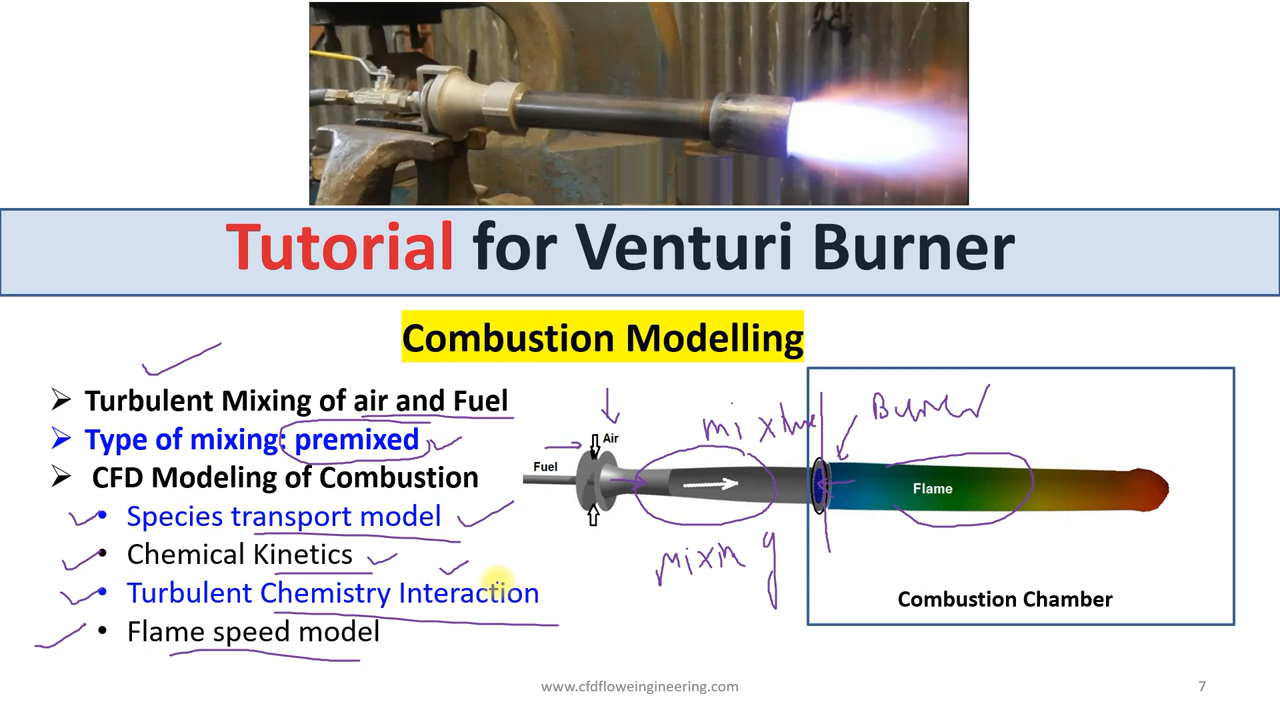 Tutorial for Venturi Burner
Combustion Modelling
➢ Turbulent Mixing of air and Fuel
➢ Type of mixing: premixed
➢ CFD Modeling of Combustion
• Species transport model
• Chemical Kinetics
• Turbulent Chemistry Interaction
• Flame speed model
Air
Fuel
mixture
Burner
Flame
mixing
Combustion Chamber
www.cfdfloweingineering.com
7